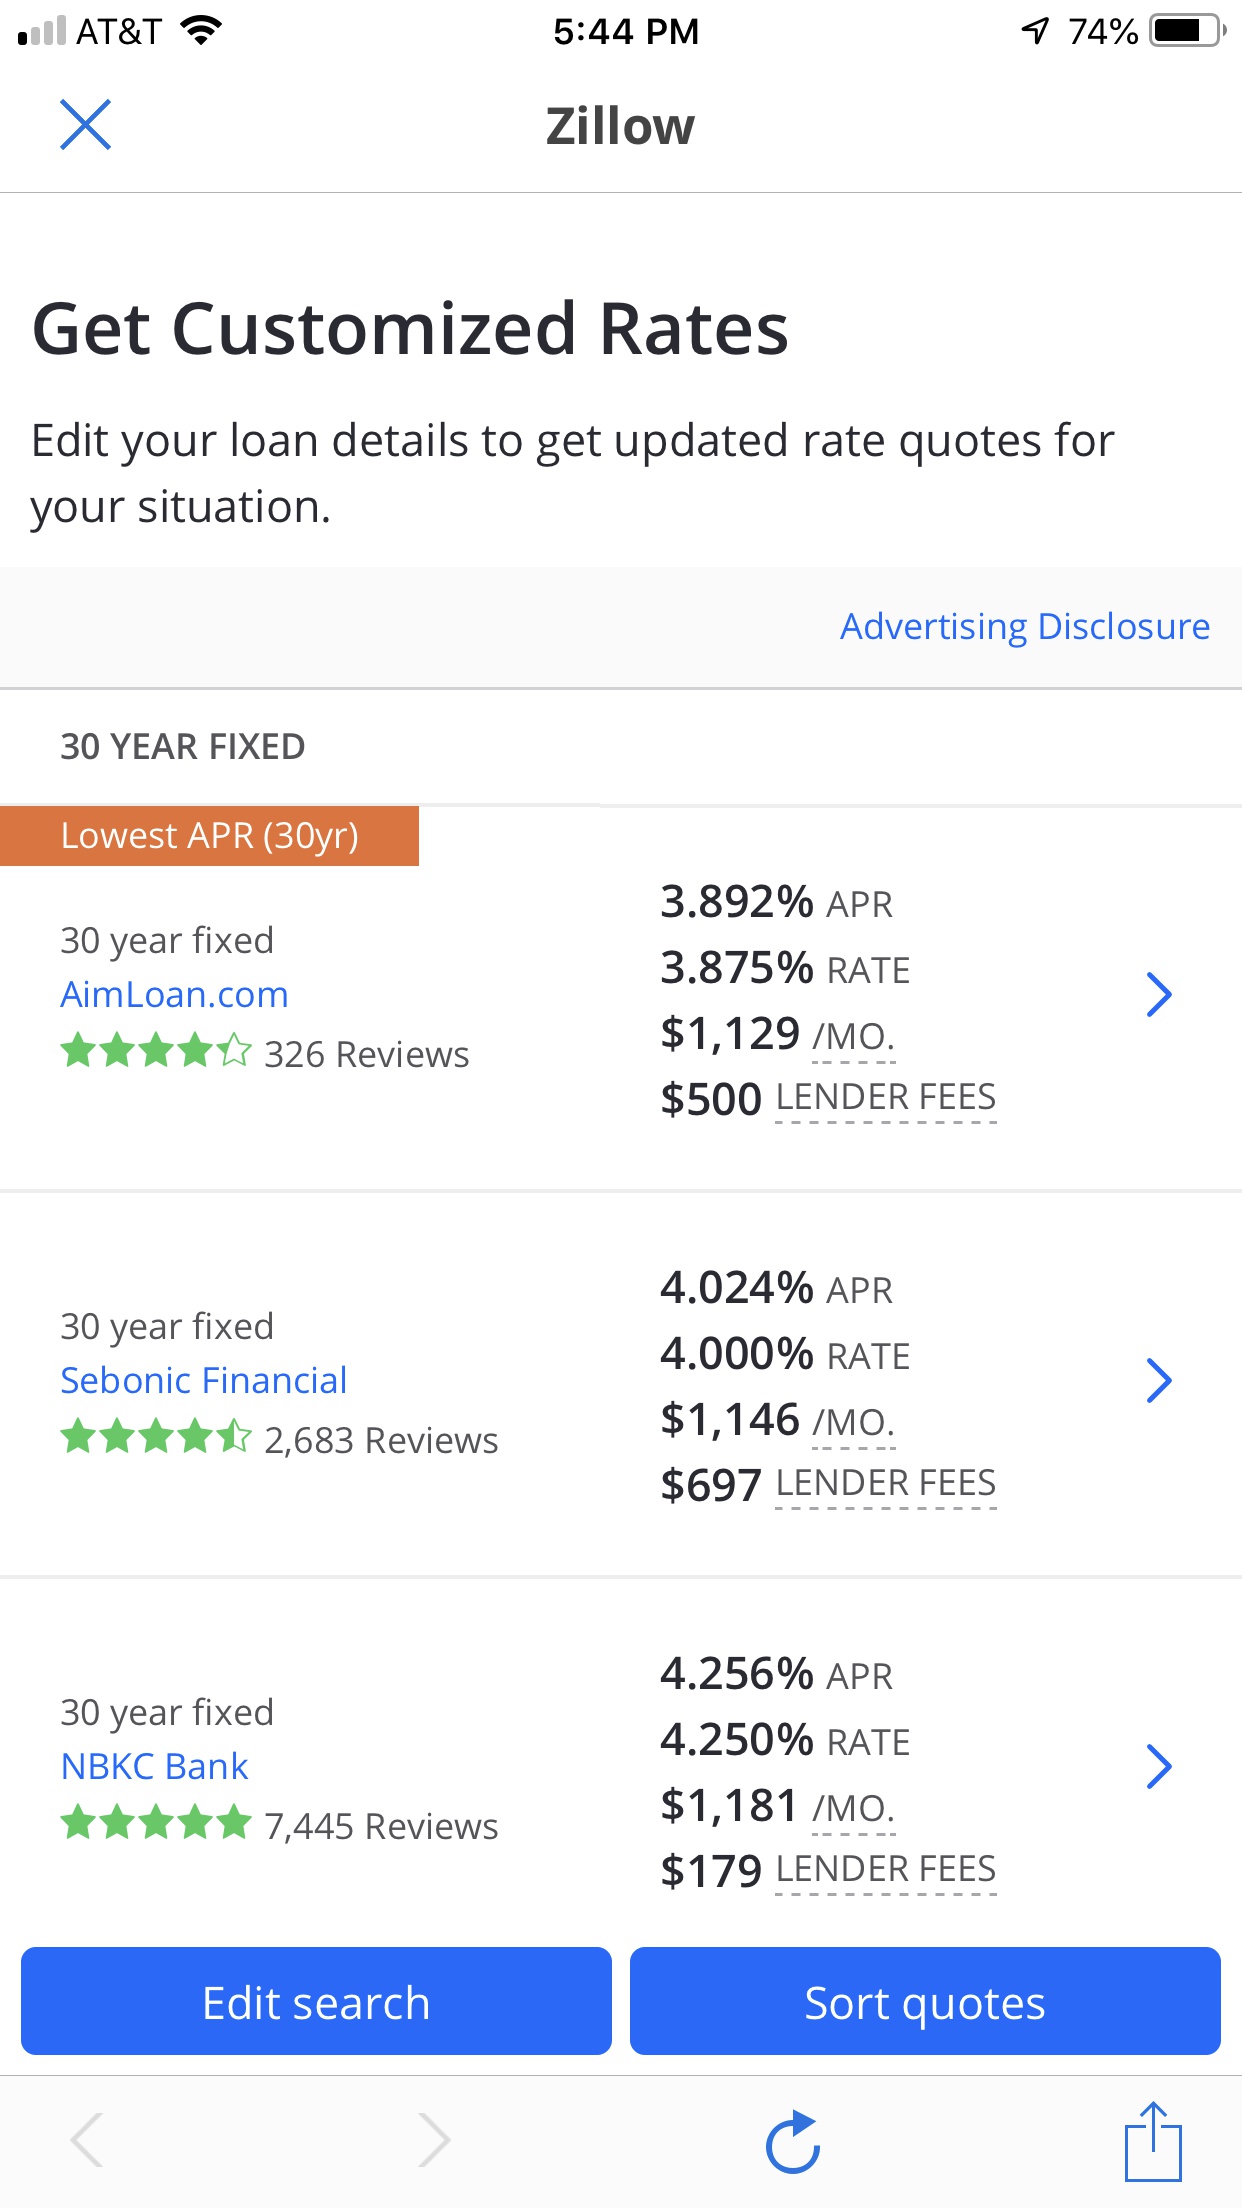 AT&T 5:44 PM 74%
Zillow
Get Customized Rates
Edit your loan details to get updated rate quotes for
your situation.
Advertising Disclosure
30 YEAR FIXED
Lowest APR (30yr)
30 year fixed
AimLoan.com
326 Reviews
3.892% APR
3.875% RATE
$1,129 /MO.
$500 LENDER FEES
30 year fixed
Sebonic Financial
2,683 Reviews
4.024% APR
4.000% RATE
$1,146 /MO.
$697 LENDER FEES
30 year fixed
NBKC Bank
7,445 Reviews
4.256% APR
4.250% RATE
$1,181 /MO.
$179 LENDER FEES
Edit search
Sort quotes